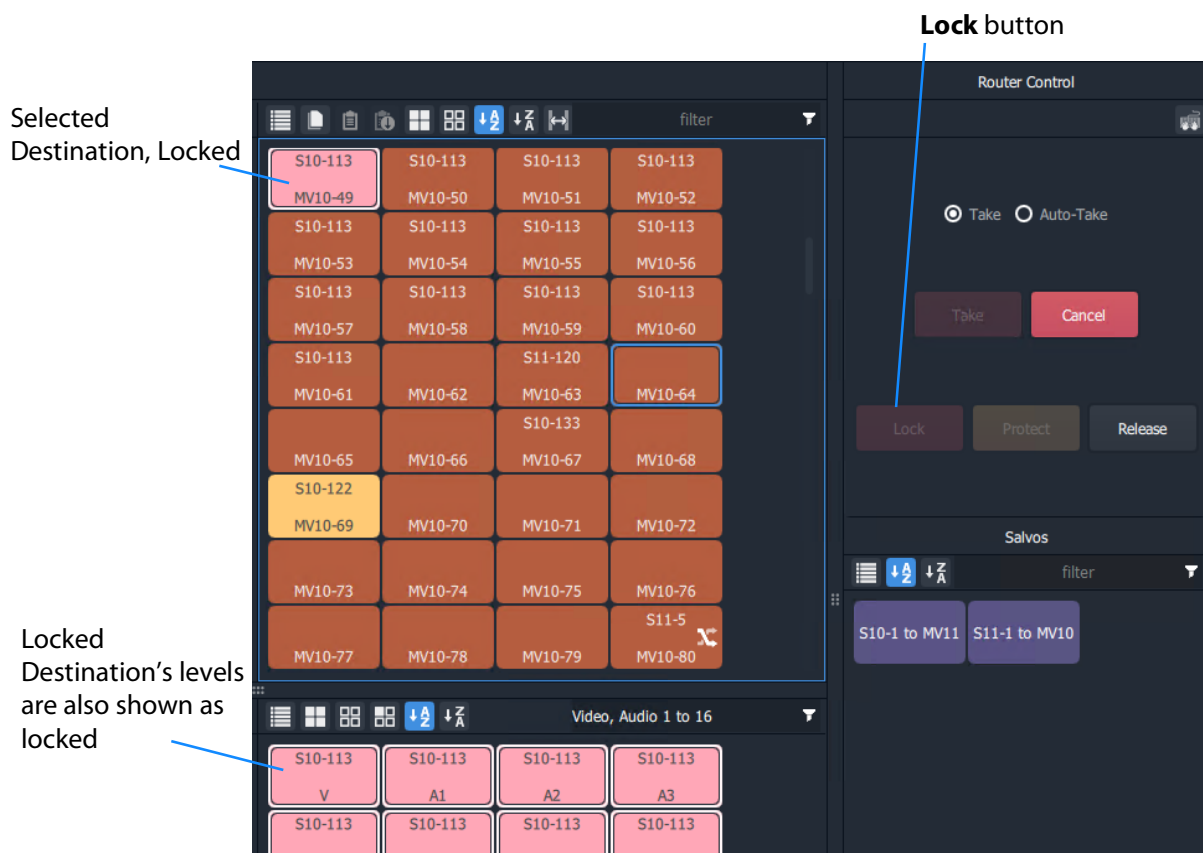 Lock button
Router Control
Selected
Destination, Locked
filter
S10-113 S10-113 S10-113 S10-113
MV10-49 MV10-50 MV10-51 MV10-52
S10-113 S10-113 S10-113 S10-113
MV10-53 MV10-54 MV10-55 MV10-56
S10-113 S10-113 S10-113 S10-113
MV10-57 MV10-58 MV10-59 MV10-60
S10-113 S11-120
MV10-61 MV10-62 MV10-63 MV10-64
S10-133
MV10-65 MV10-66 MV10-67 MV10-68
S10-122
MV10-69 MV10-70 MV10-71 MV10-72
MV10-73 MV10-74 MV10-75 MV10-76
S11-5
MV10-77 MV10-78 MV10-79 MV10-80
Take Auto-Take
Take Cancel
Lock Protect Release
Salvos
filter
S10-1 to MV11 S11-1 to MV10
Locked
Destination’s levels
are also shown as
locked
Video, Audio 1 to 16
S10-113 S10-113 S10-113 S10-113
V A1 A2 A3
S10-113 S10-113 S10-113 S10-113